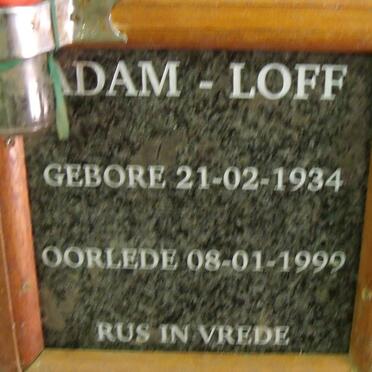 ADAM - LOFF
GEBORE 21-02-1934
OORLEDE 08-01-1999
RUS IN VREDE